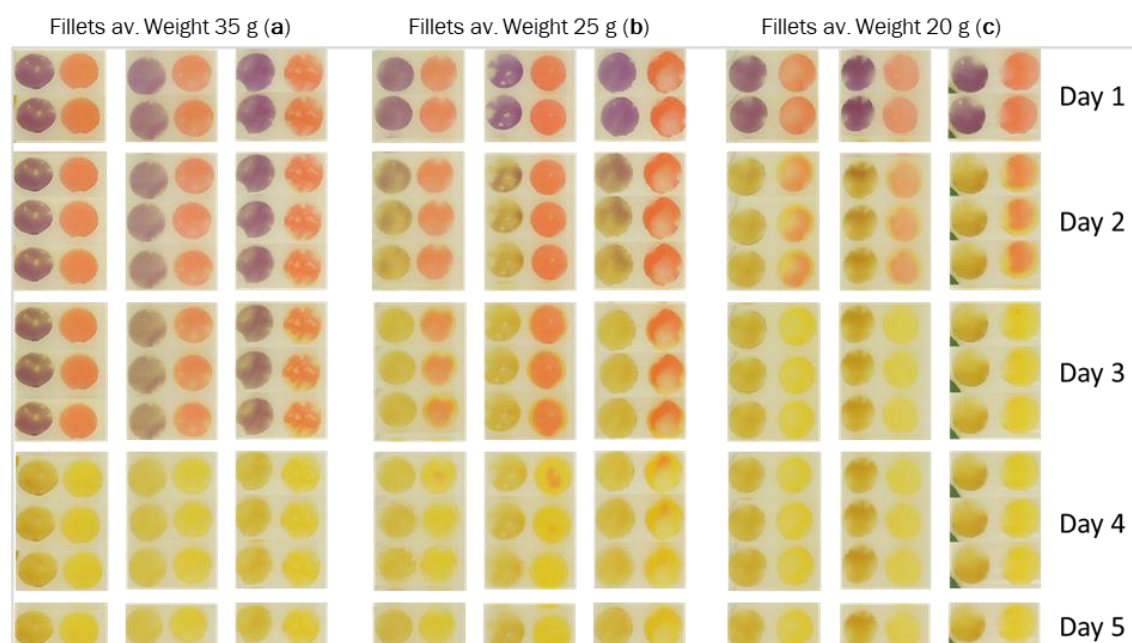 Fillets av. Weight 35 g (a) Fillets av. Weight 25 g (b) Fillets av. Weight 20 g (c)
Day 1
Day 2
Day 3
Day 4
Day 5